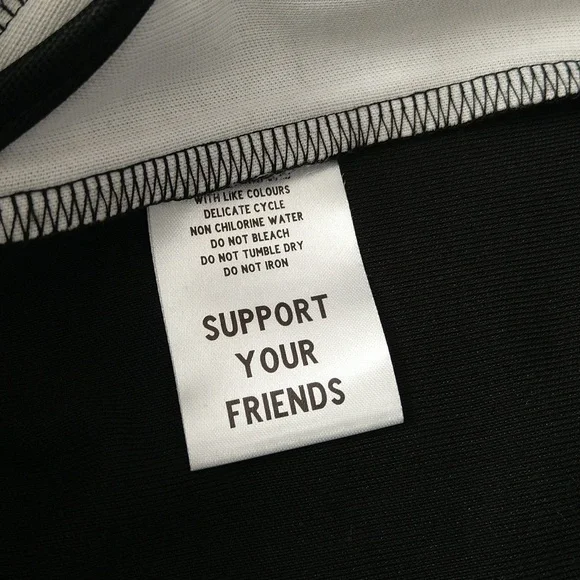 WITH LIKE COLOURS
DELICATE CYCLE
NON CHLORINE WATER
DO NOT BLEACH
DO NOT TUMBLE DRY
DO NOT IRON
SUPPORT
YOUR
FRIENDS